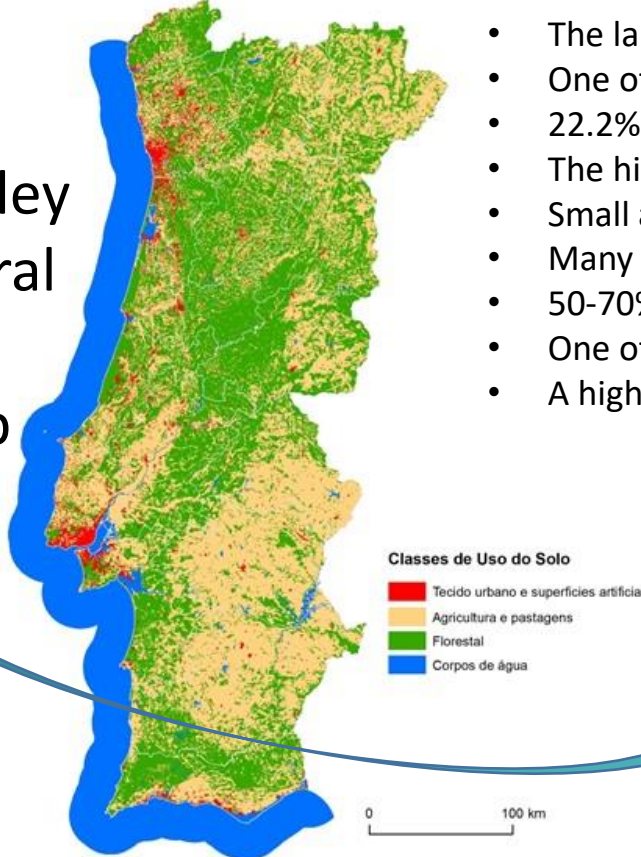 ley
ral
o
• The la
• One of
• 22.2%
• The hi
• Small a
• Many
• 50-70%
• One of
• A high
Classes de Uso do Solo
Tecido urbano e superfícies artificia
Agricultura e pastagens
Florestal
Corpos de água
0 100 km